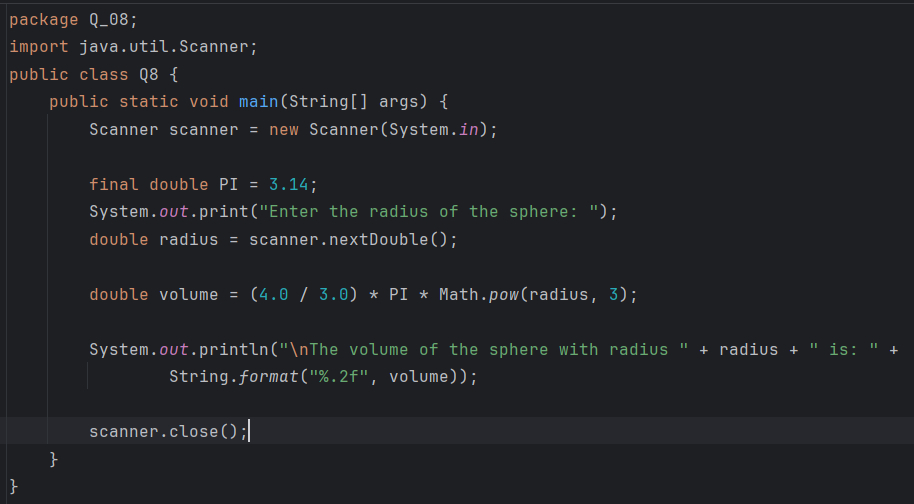 package Q_08;
import java.util.Scanner;
public class Q8 {
    public static void main(String[] args) {
        Scanner scanner = new Scanner(System.in);

        final double PI = 3.14;
        System.out.print("Enter the radius of the sphere: ");
        double radius = scanner.nextDouble();

        double volume = (4.0 / 3.0) * PI * Math.pow(radius, 3);

        System.out.println("\nThe volume of the sphere with radius " + radius + " is: " +
                String.format("%.2f", volume));

        scanner.close();
    }
}